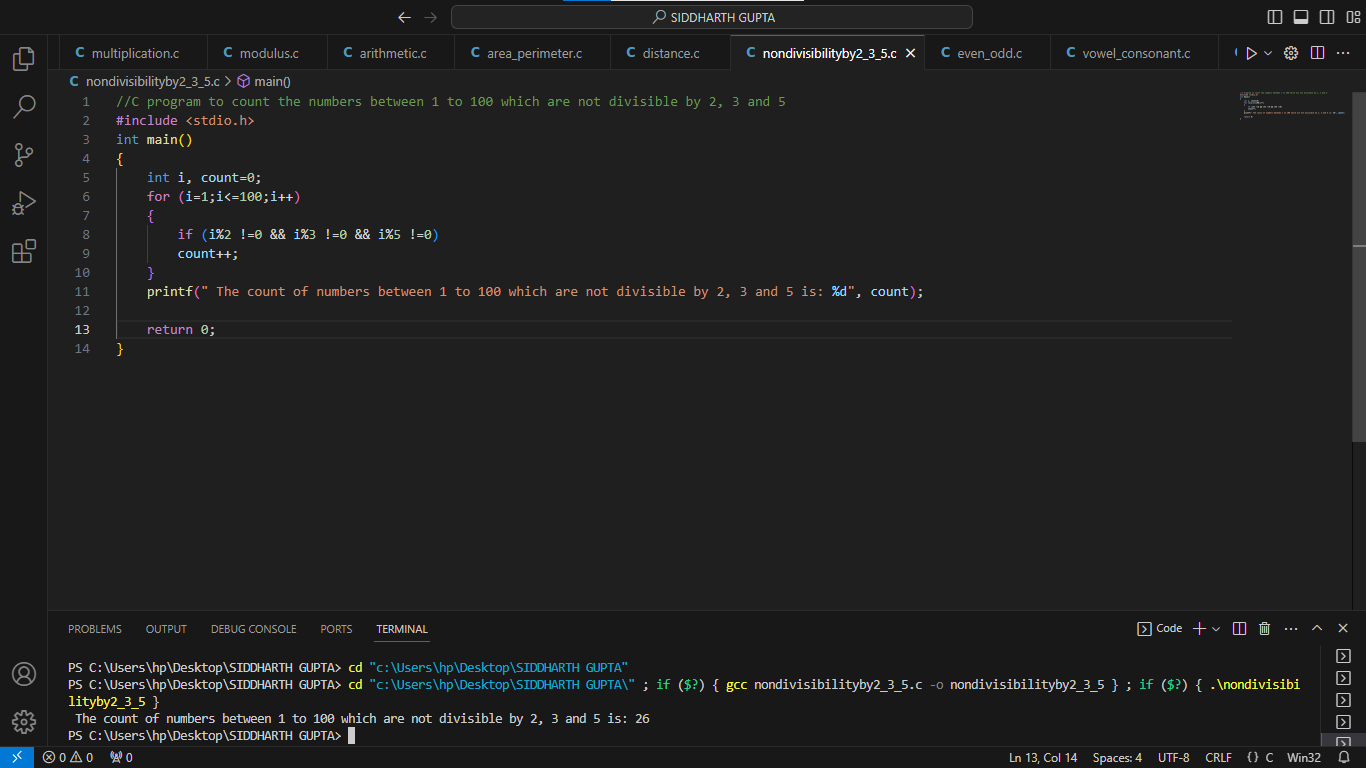 SIDDHARTH GUPTA
C multiplication.c C modulus.c C arithmetic.c C area_perimeter.c C distance.c C nondivisibilityby2_3_5.c C even_odd.c C vowel_consonant.c
C nondivisibilityby2_3_5.c > main()
1 //C program to count the numbers between 1 to 100 which are not divisible by 2, 3 and 5
2 #include <stdio.h>
3 int main()
4 {
5 int i, count=0;
6 for (i=1;i<=100;i++)
7 {
8 if (i%2 !=0 && i%3 !=0 && i%5 !=0)
9 count++;
10 }
11 printf(" The count of numbers between 1 to 100 which are not divisible by 2, 3 and 5 is: %d", count);
12
13 return 0;
14 }
PROBLEMS OUTPUT DEBUG CONSOLE PORTS TERMINAL Code
PS C:\Users\hp\Desktop\SIDDHARTH GUPTA> cd "c:\Users\hp\Desktop\SIDDHARTH GUPTA"
PS C:\Users\hp\Desktop\SIDDHARTH GUPTA> cd "c:\Users\hp\Desktop\SIDDHARTH GUPTA\" ; if ($?) { gcc nondivisibilityby2_3_5.c -o nondivisibilityby2_3_5 } ; if ($?) { .\nondivisibi
lityby2_3_5 }
The count of numbers between 1 to 100 which are not divisible by 2, 3 and 5 is: 26
PS C:\Users\hp\Desktop\SIDDHARTH GUPTA>
0 0 0 Ln 13, Col 14 Spaces: 4 UTF-8 CRLF {} C Win32